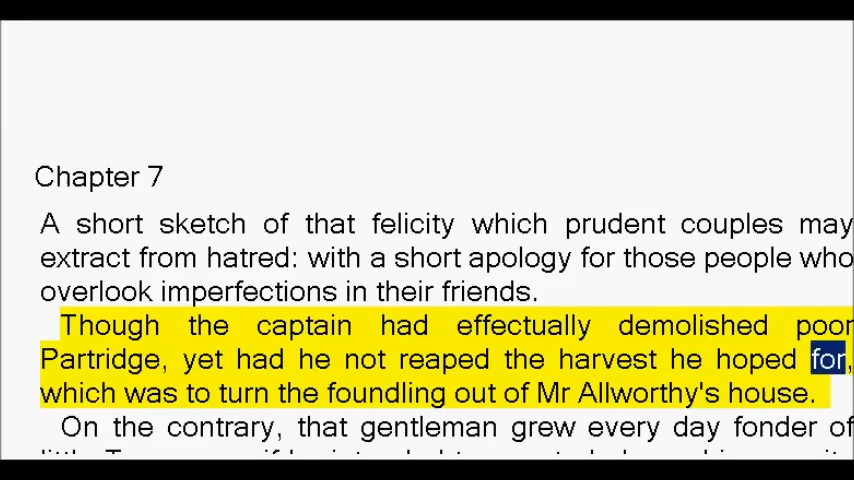 Chapter 7
A short sketch of that felicity which prudent couples may
extract from hatred: with a short apology for those people who
overlook imperfections in their friends.
Though the captain had effectually demolished poor
Partridge, yet had he not reaped the harvest he hoped for,
which was to turn the foundling out of Mr Allworthy's house.
On the contrary, that gentleman grew every day fonder of
little